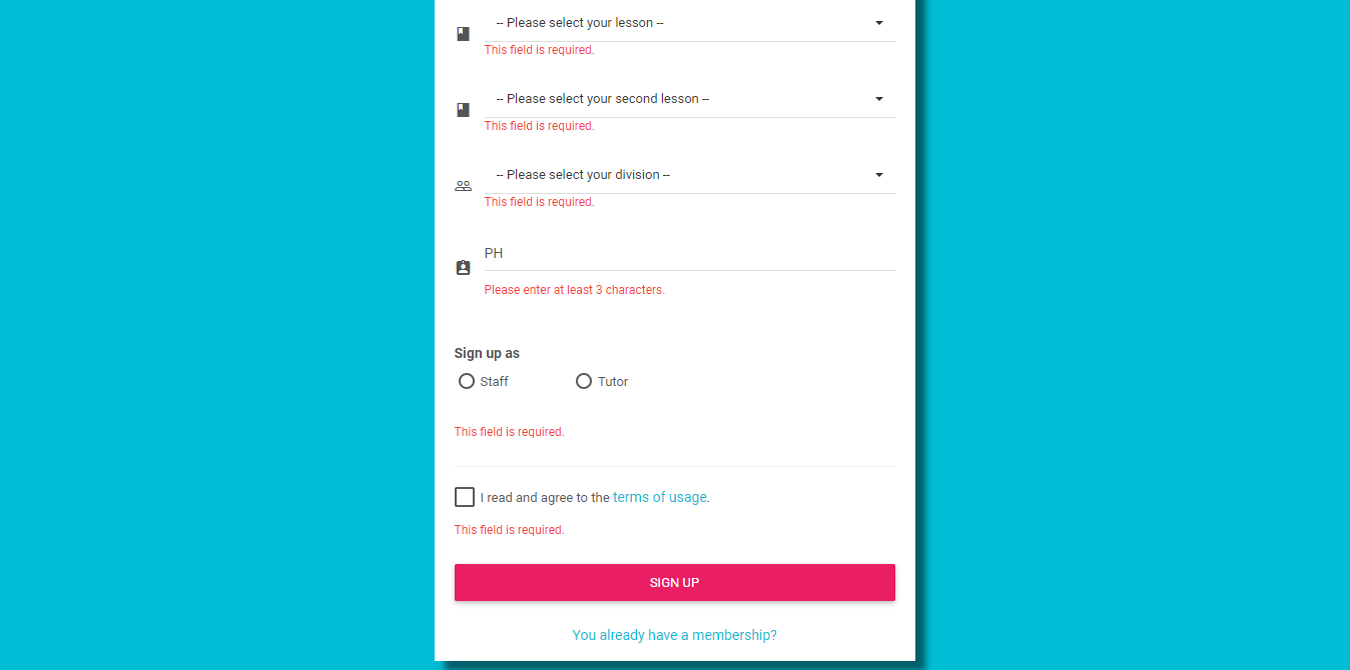 -- Please select your lesson --
This field is required.
-- Please select your second lesson --
This field is required.
-- Please select your division --
This field is required.
PH
Please enter at least 3 characters.
Sign up as
Staff Tutor
This field is required.
I read and agree to the terms of usage.
This field is required.
SIGN UP
You already have a membership?